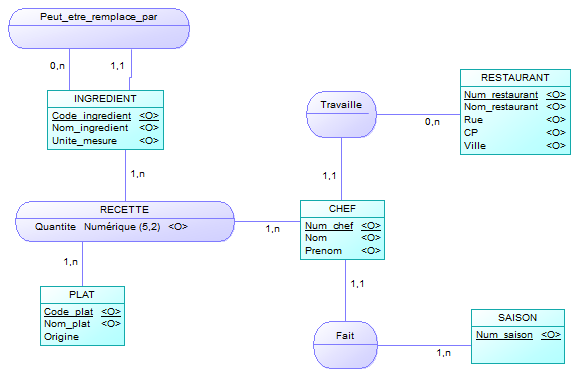 Peut_etre_remplace_par
0,n
1,1
INGREDIENT
Code_ingredient <O>
Nom_ingredient <O>
Unite_mesure <O>
1,n
RECETTE
Quantite Numérique (5,2) <O>
1,n
1,n
PLAT
Code_plat <O>
Nom_plat <O>
Origine
Travaille
0,n
1,1
RESTAURANT
Num_restaurant <O>
Nom_restaurant <O>
Rue <O>
CP <O>
Ville <O>
CHEF
Num_chef <O>
Nom <O>
Prenom <O>
1,1
Fait
1,n
SAISON
Num_saison <O>